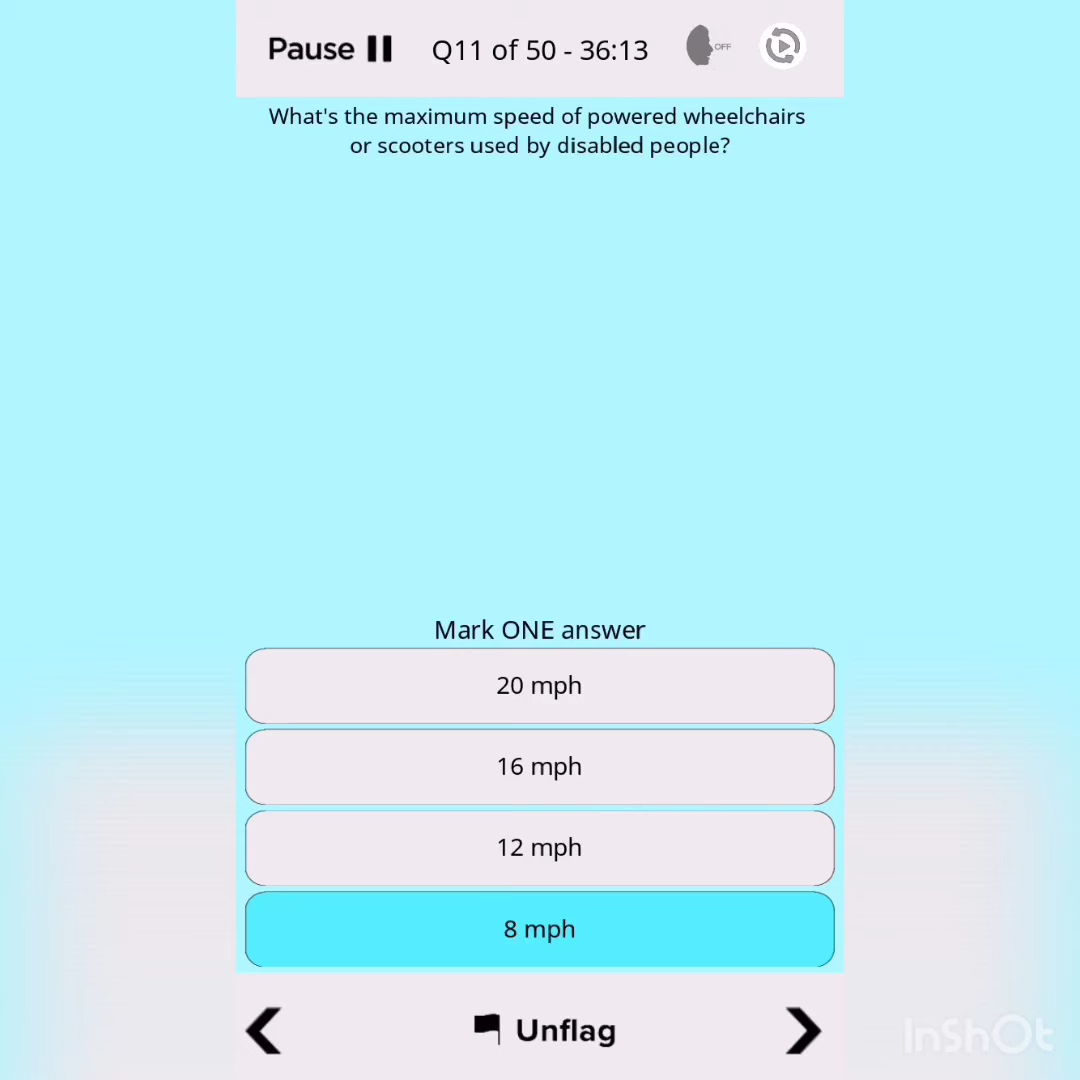 Pause Q11 of 50 - 36:13 OFF
What's the maximum speed of powered wheelchairs
or scooters used by disabled people?
Mark ONE answer
20 mph
16 mph
12 mph
8 mph
Unflag
InShOt